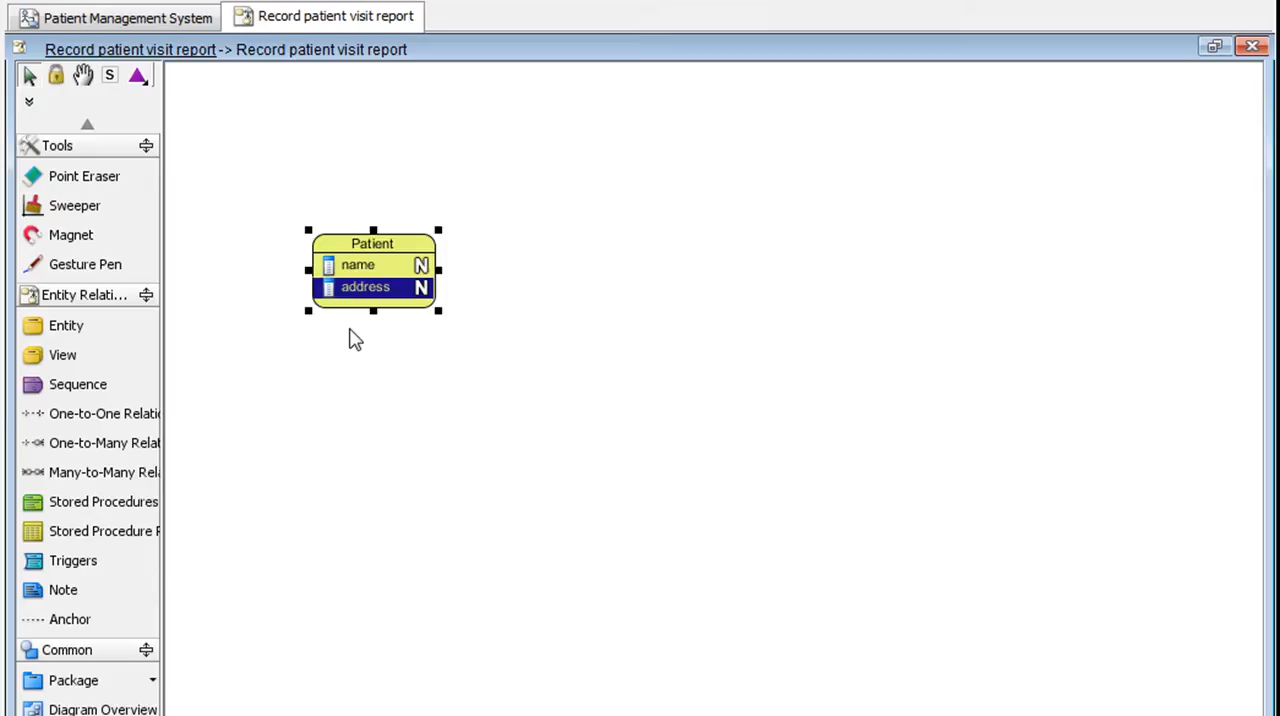 Patient Management System
Record patient visit report
Record patient visit report -> Record patient visit report
S
Tools
Point Eraser
Sweeper
Magnet
Gesture Pen
Entity Relati...
Entity
View
Sequence
One-to-One Relati
One-to-Many Relat
Many-to-Many Rela
Stored Procedures
Stored Procedure R
Triggers
Note
Anchor
Common
Package
Diagram Overview
Patient
name N
address N